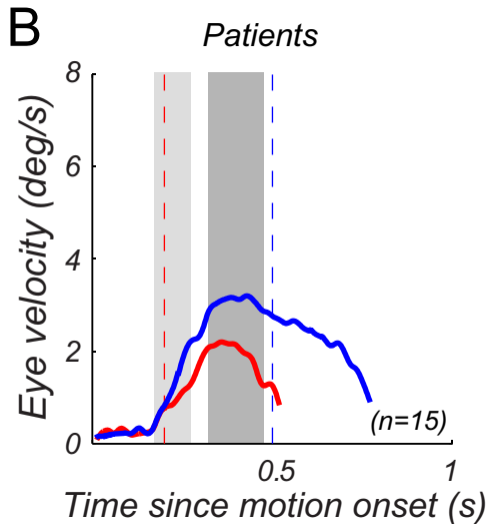 B
Patients
8
6
4
2
0
Eye velocity (deg/s)
(n=15)
0.5
1
Time since motion onset (s)